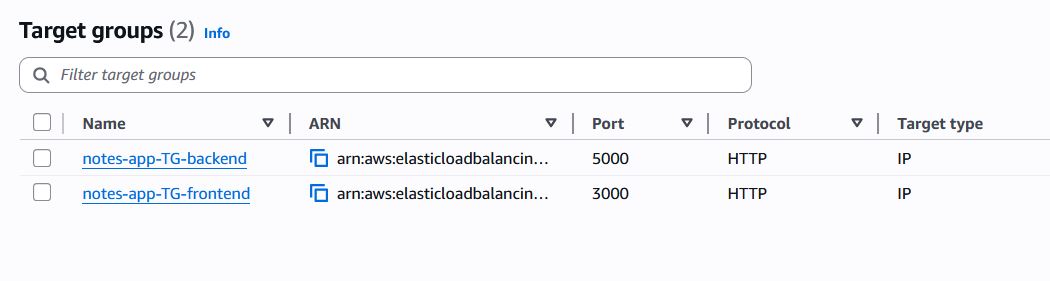 Target groups (2) Info
Filter target groups
Name ARN Port Protocol Target type
notes-app-TG-backend arn:aws:elasticloadbalancin... 5000 HTTP IP
notes-app-TG-frontend arn:aws:elasticloadbalancin... 3000 HTTP IP